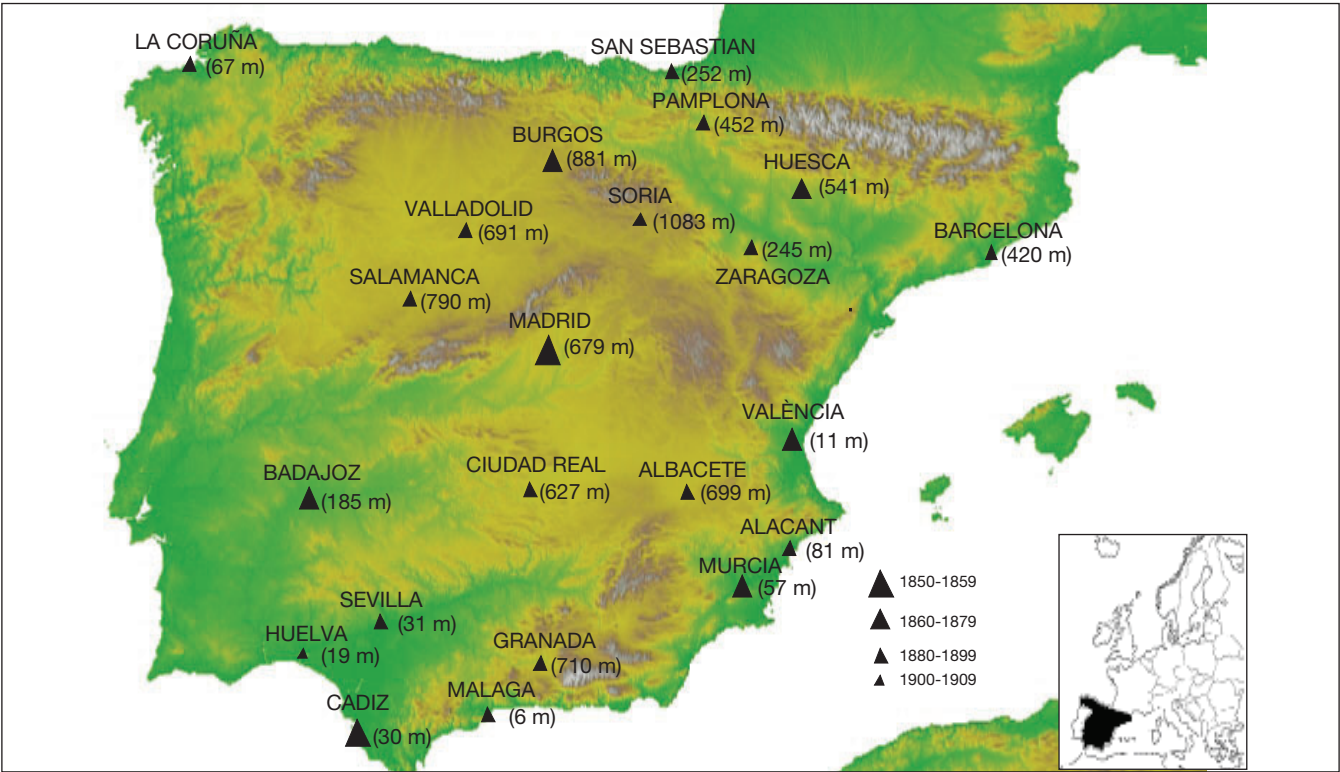 LA CORUÑA
(67 m)
SAN SEBASTIAN
(252 m)
PAMPLONA
(452 m)
BURGOS
(881 m)
HUESCA
(541 m)
SORIA
(1083 m)
VALLADOLID
(691 m)
BARCELONA
(420 m)
(245 m)
ZARAGOZA
SALAMANCA
(790 m)
MADRID
(679 m)
VALÈNCIA
(11 m)
BADAJOZ
(185 m)
CIUDAD REAL
(627 m)
ALBACETE
(699 m)
ALACANT
(81 m)
MURCIA
(57 m)
SEVILLA
(31 m)
HUELVA
(19 m)
GRANADA
(710 m)
MALAGA
(6 m)
CADIZ
(30 m)
1850-1859
1860-1879
1880-1899
1900-1909